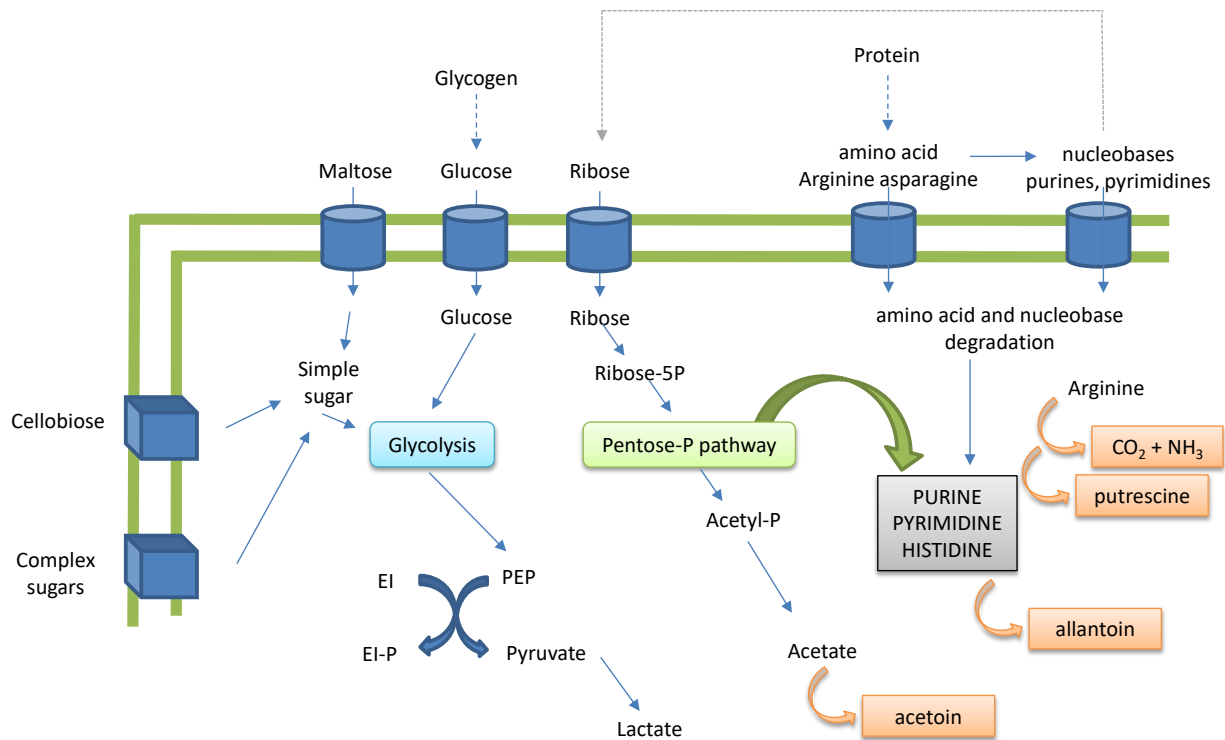 Protein
Glycogen
Maltose
Glucose
Ribose
amino acid
Arginine asparagine
nucleobases
purines, pyrimidines
Glucose
Ribose
amino acid and nucleobase
degradation
Simple
sugar
Ribose-5P
Arginine
Cellobiose
Glycolysis
Pentose-P pathway
CO₂ + NH₃
putrescine
PURINE
PYRIMIDINE
HISTIDINE
Acetyl-P
Complex
sugars
EI
PEP
allantoin
EI-P
Pyruvate
Acetate
Lactate
acetoin